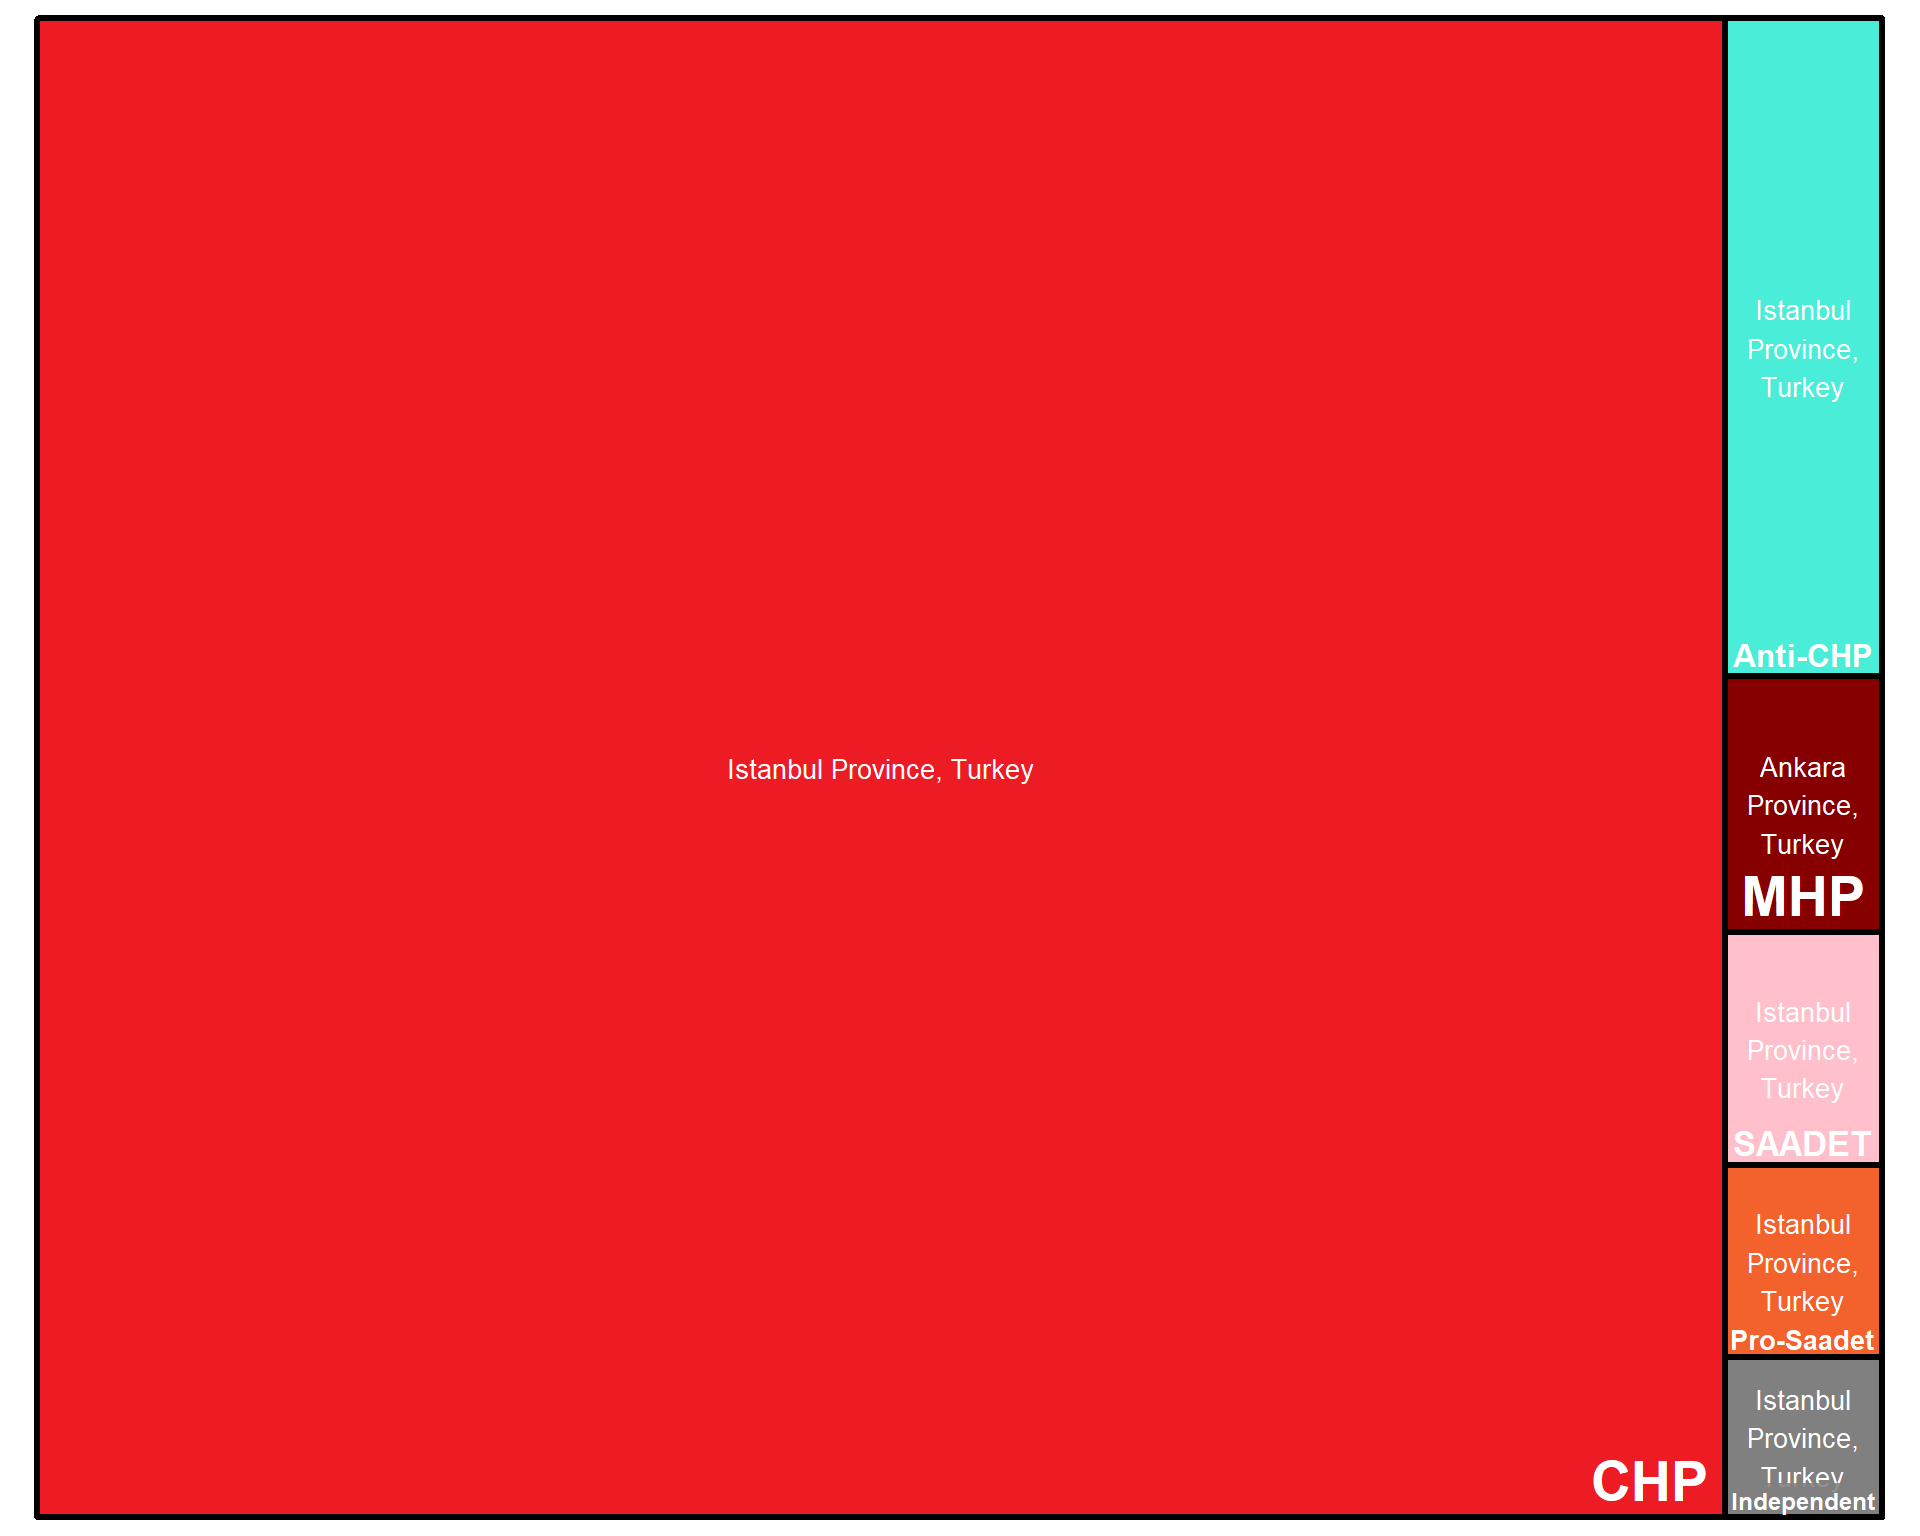 Istanbul Province, Turkey
CHP
Istanbul
Province,
Turkey
Anti-CHP
Ankara
Province,
Turkey
MHP
Istanbul
Province,
Turkey
SAADET
Istanbul
Province,
Turkey
Pro-Saadet
Istanbul
Province,
Turkey
Independent